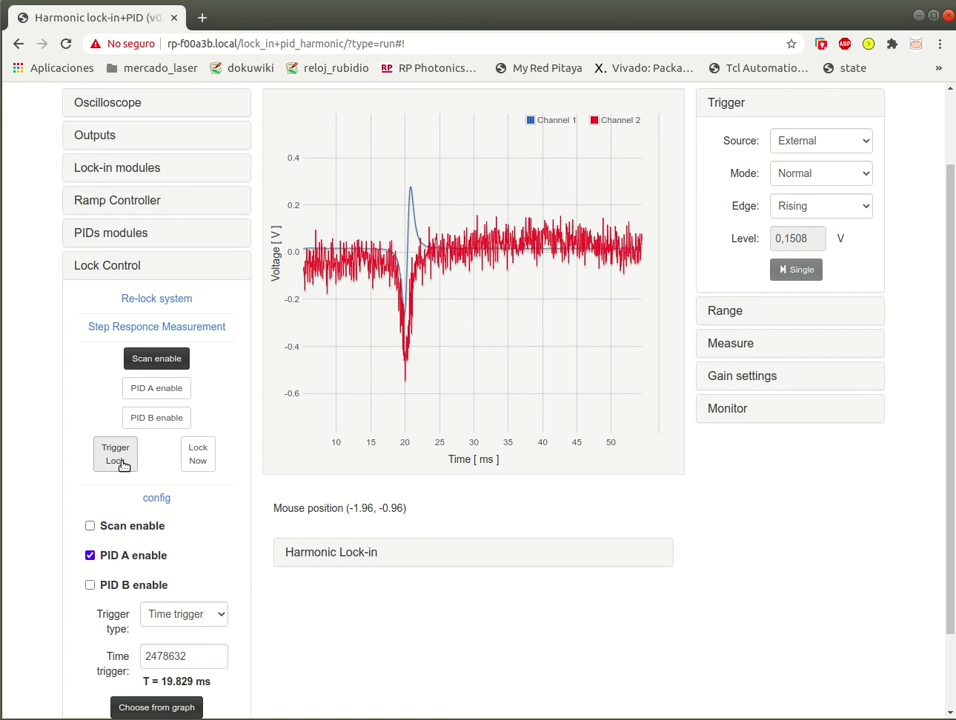 Harmonic lock-in+PID (v0.
No seguro
rp-f00a3b.local/lock_in+pid_harmonic/?type=run#!
ABP
Aplicaciones
mercado_laser
dokuwiki
reloj_rubidio
RP RP Photonics…
My Red Pitaya
X. Vivado: Packa…
Tcl Automatio…
state
»
Oscilloscope
Outputs
Lock-in modules
Ramp Controller
PIDs modules
Lock Control
Re-lock system
Step Responce Measurement
Scan enable
PID A enable
PID B enable
Trigger
Lock
Lock
Now
config
Scan enable
PID A enable
PID B enable
Trigger
type:
Time trigger
Time
trigger:
2478632
T = 19.829 ms
Choose from graph
Channel 1
Channel 2
Voltage [ V ]
0.4
0.2
0.0
-0.2
-0.4
-0.6
10 15 20 25 30 35 40 45 50
Time [ ms ]
Mouse position (-1.96, -0.96)
Harmonic Lock-in
Trigger
Source: External
Mode: Normal
Edge: Rising
Level: 0,1508 V
Single
Range
Measure
Gain settings
Monitor